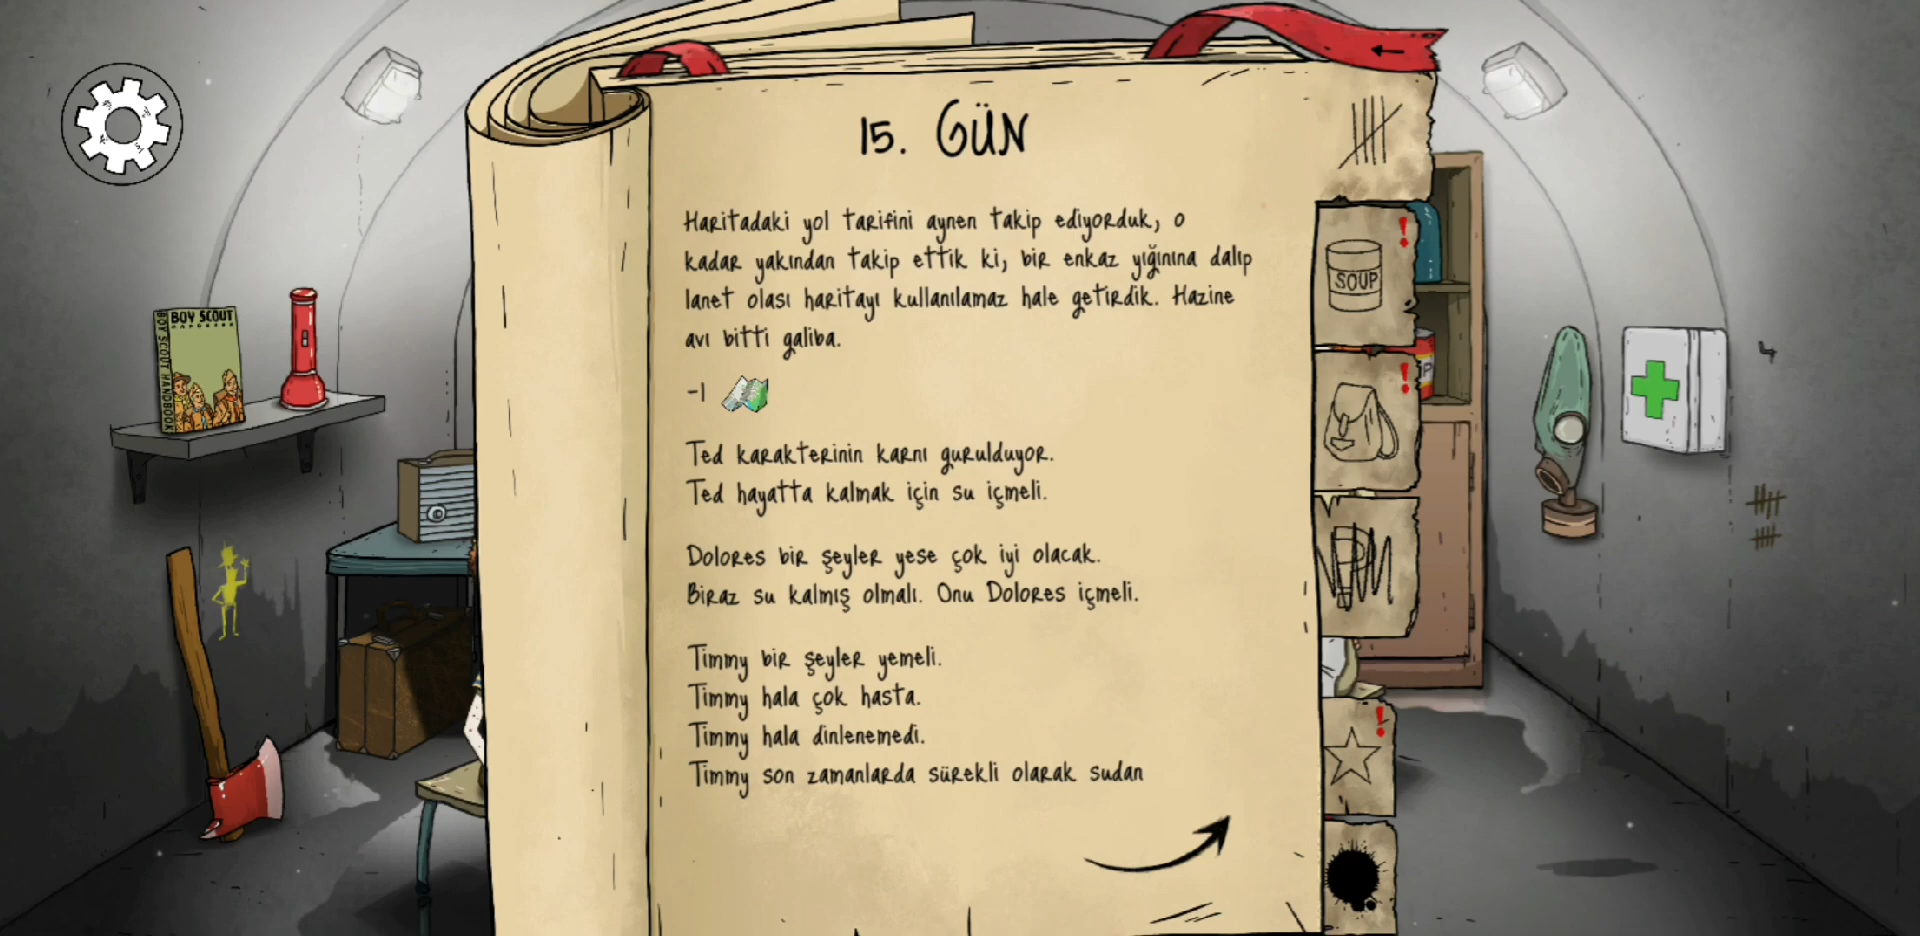 15. GÜN
Haritadaki yol tarifini aynen takip ediyorduk, o
kadar yakından takip ettik ki, bir enkaz yığınına dalıp
lanet olası haritayı kullanılamaz hale getirdik. Hazine
avı bitti galiba.
-1
Ted karakterinin karnı gurulduyor.
Ted hayatta kalmak için su içmeli.
Dolores bir şeyler yese çok iyi olacak.
Biraz su kalmış olmalı. Onu Dolores içmeli.
Timmy bir şeyler yemeli.
Timmy hala çok hasta.
Timmy hala dinlenemedi.
Timmy son zamanlarda sürekli olarak sudan
BOY SCOUT
HANDBOOK
BOY SCOUT HANDBOOK
SOUP
!
!
!